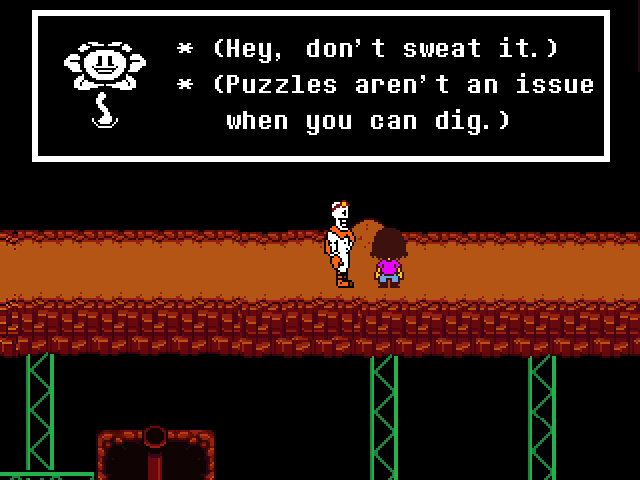 * (Hey, don't sweat it.)
* (Puzzles aren't an issue
when you can dig.)